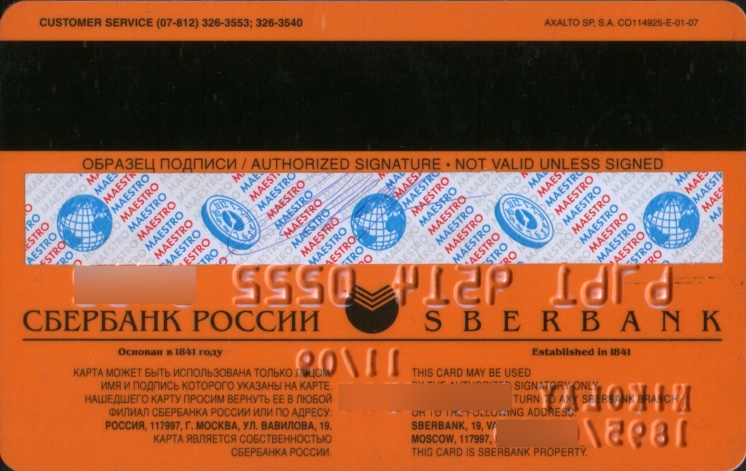 CUSTOMER SERVICE (07-812) 326-3553; 326-3540
AXALTO SP, S.A. CO114925-E-01-07
ОБРАЗЕЦ ПОДПИСИ / AUTHORIZED SIGNATURE • NOT VALID UNLESS SIGNED
MAESTRO MAESTRO MAESTRO MAESTRO
СБЕРБАНК РОССИИ
SBERBANK
Основан в 1841 году
Established in 1841
КАРТА МОЖЕТ БЫТЬ ИСПОЛЬЗОВАНА ТОЛЬКО ЛИЦОМ,
ИМЯ И ПОДПИСЬ КОТОРОГО УКАЗАНЫ НА КАРТЕ.
НАШЕДШЕГО КАРТУ ПРОСИМ ВЕРНУТЬ ЕЕ В ЛЮБОЙ
ФИЛИАЛ СБЕРБАНКА РОССИИ ИЛИ ПО АДРЕСУ:
РОССИЯ, 117997, Г. МОСКВА, УЛ. ВАВИЛОВА, 19.
КАРТА ЯВЛЯЕТСЯ СОБСТВЕННОСТЬЮ
СБЕРБАНКА РОССИИ.
THIS CARD MAY BE USED
BY THE AUTHORIZED SIGNATORY ONLY.
TURN TO ANY SBERBANK BRANCH
OR TO THE FOLLOWING ADDRESS:
SBERBANK, 19, VA
MOSCOW, 117997,
THIS CARD IS SBERBANK PROPERTY.